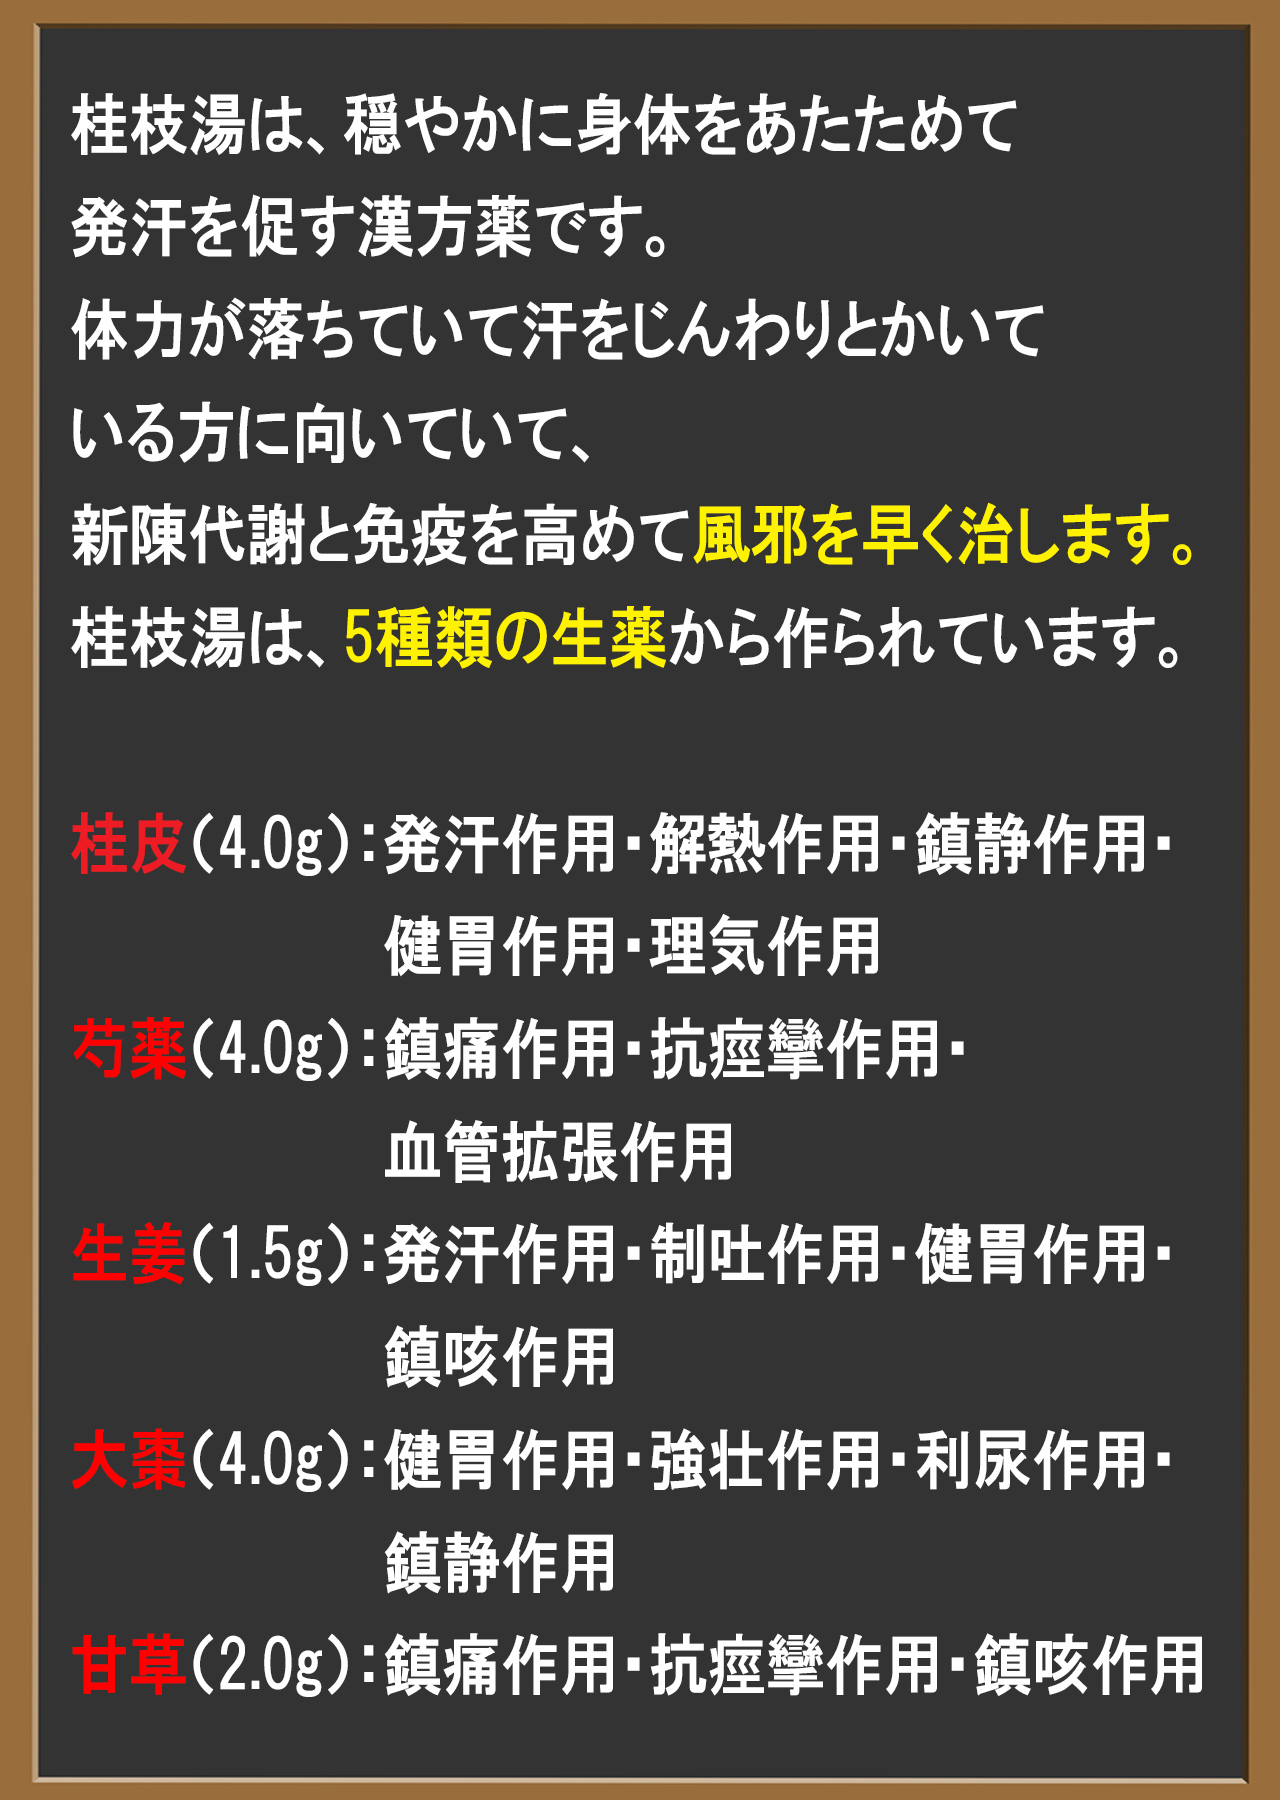 桂枝湯は、穏やかに身体をあたためて
発汗を促す漢方薬です。
体力が落ちていて汗をじんわりとかいて
いる方に向いていて、
新陳代謝と免疫を高めて風邪を早く治します。
桂枝湯は、5種類の生薬から作られています。
桂皮(4.0g):発汗作用・解熱作用・鎮静作用・
健胃作用・理気作用
芍薬(4.0g):鎮痛作用・抗痙攣作用・
血管拡張作用
生姜(1.5g):発汗作用・制吐作用・健胃作用・
鎮咳作用
大棗(4.0g):健胃作用・強壮作用・利尿作用・
鎮静作用
甘草(2.0g):鎮痛作用・抗痙攣作用・鎮咳作用